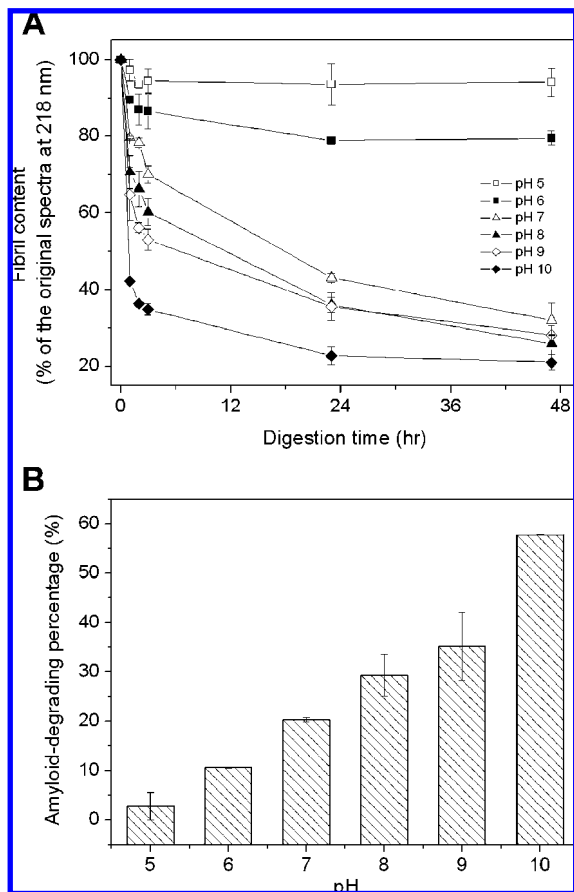 A
Fibril content
(% of the original spectra at 218 nm)
100
80
60
40
20
pH 5
pH 6
pH 7
pH 8
pH 9
pH 10
0 12 24 36 48
Digestion time (hr)
B
Amyloid-degrading percentage (%)
60
50
40
30
20
10
0
5 6 7 8 9 10
pH